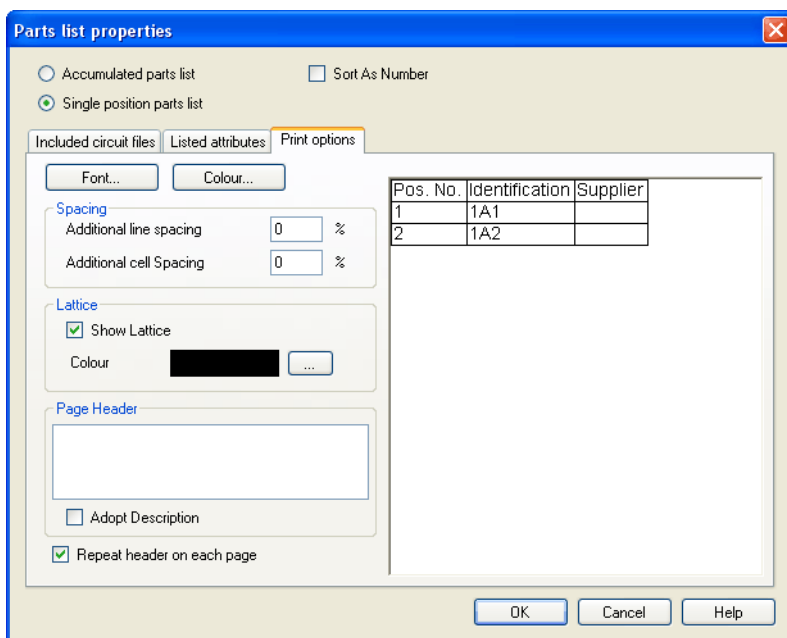 Parts list properties
Accumulated parts list
Sort As Number
Single position parts list
Included circuit files
Listed attributes
Print options
Font...
Colour...
Spacing
Additional line spacing 0 %
Additional cell Spacing 0 %
Lattice
Show Lattice
Colour ...
Page Header
Adopt Description
Repeat header on each page
Pos. No. Identification Supplier
1 1A1
2 1A2
OK Cancel Help